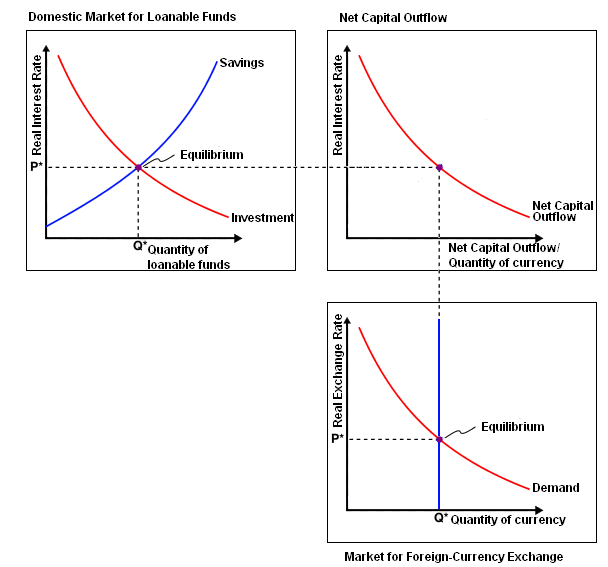 Domestic Market for Loanable Funds
Real Interest Rate
Savings
Equilibrium
P*
Investment
Q*
Quantity of
loanable funds
Net Capital Outflow
Real Interest Rate
Net Capital
Outflow
Net Capital Outflow/
Quantity of currency
Real Exchange Rate
Equilibrium
P*
Demand
Q*
Quantity of currency
Market for Foreign-Currency Exchange